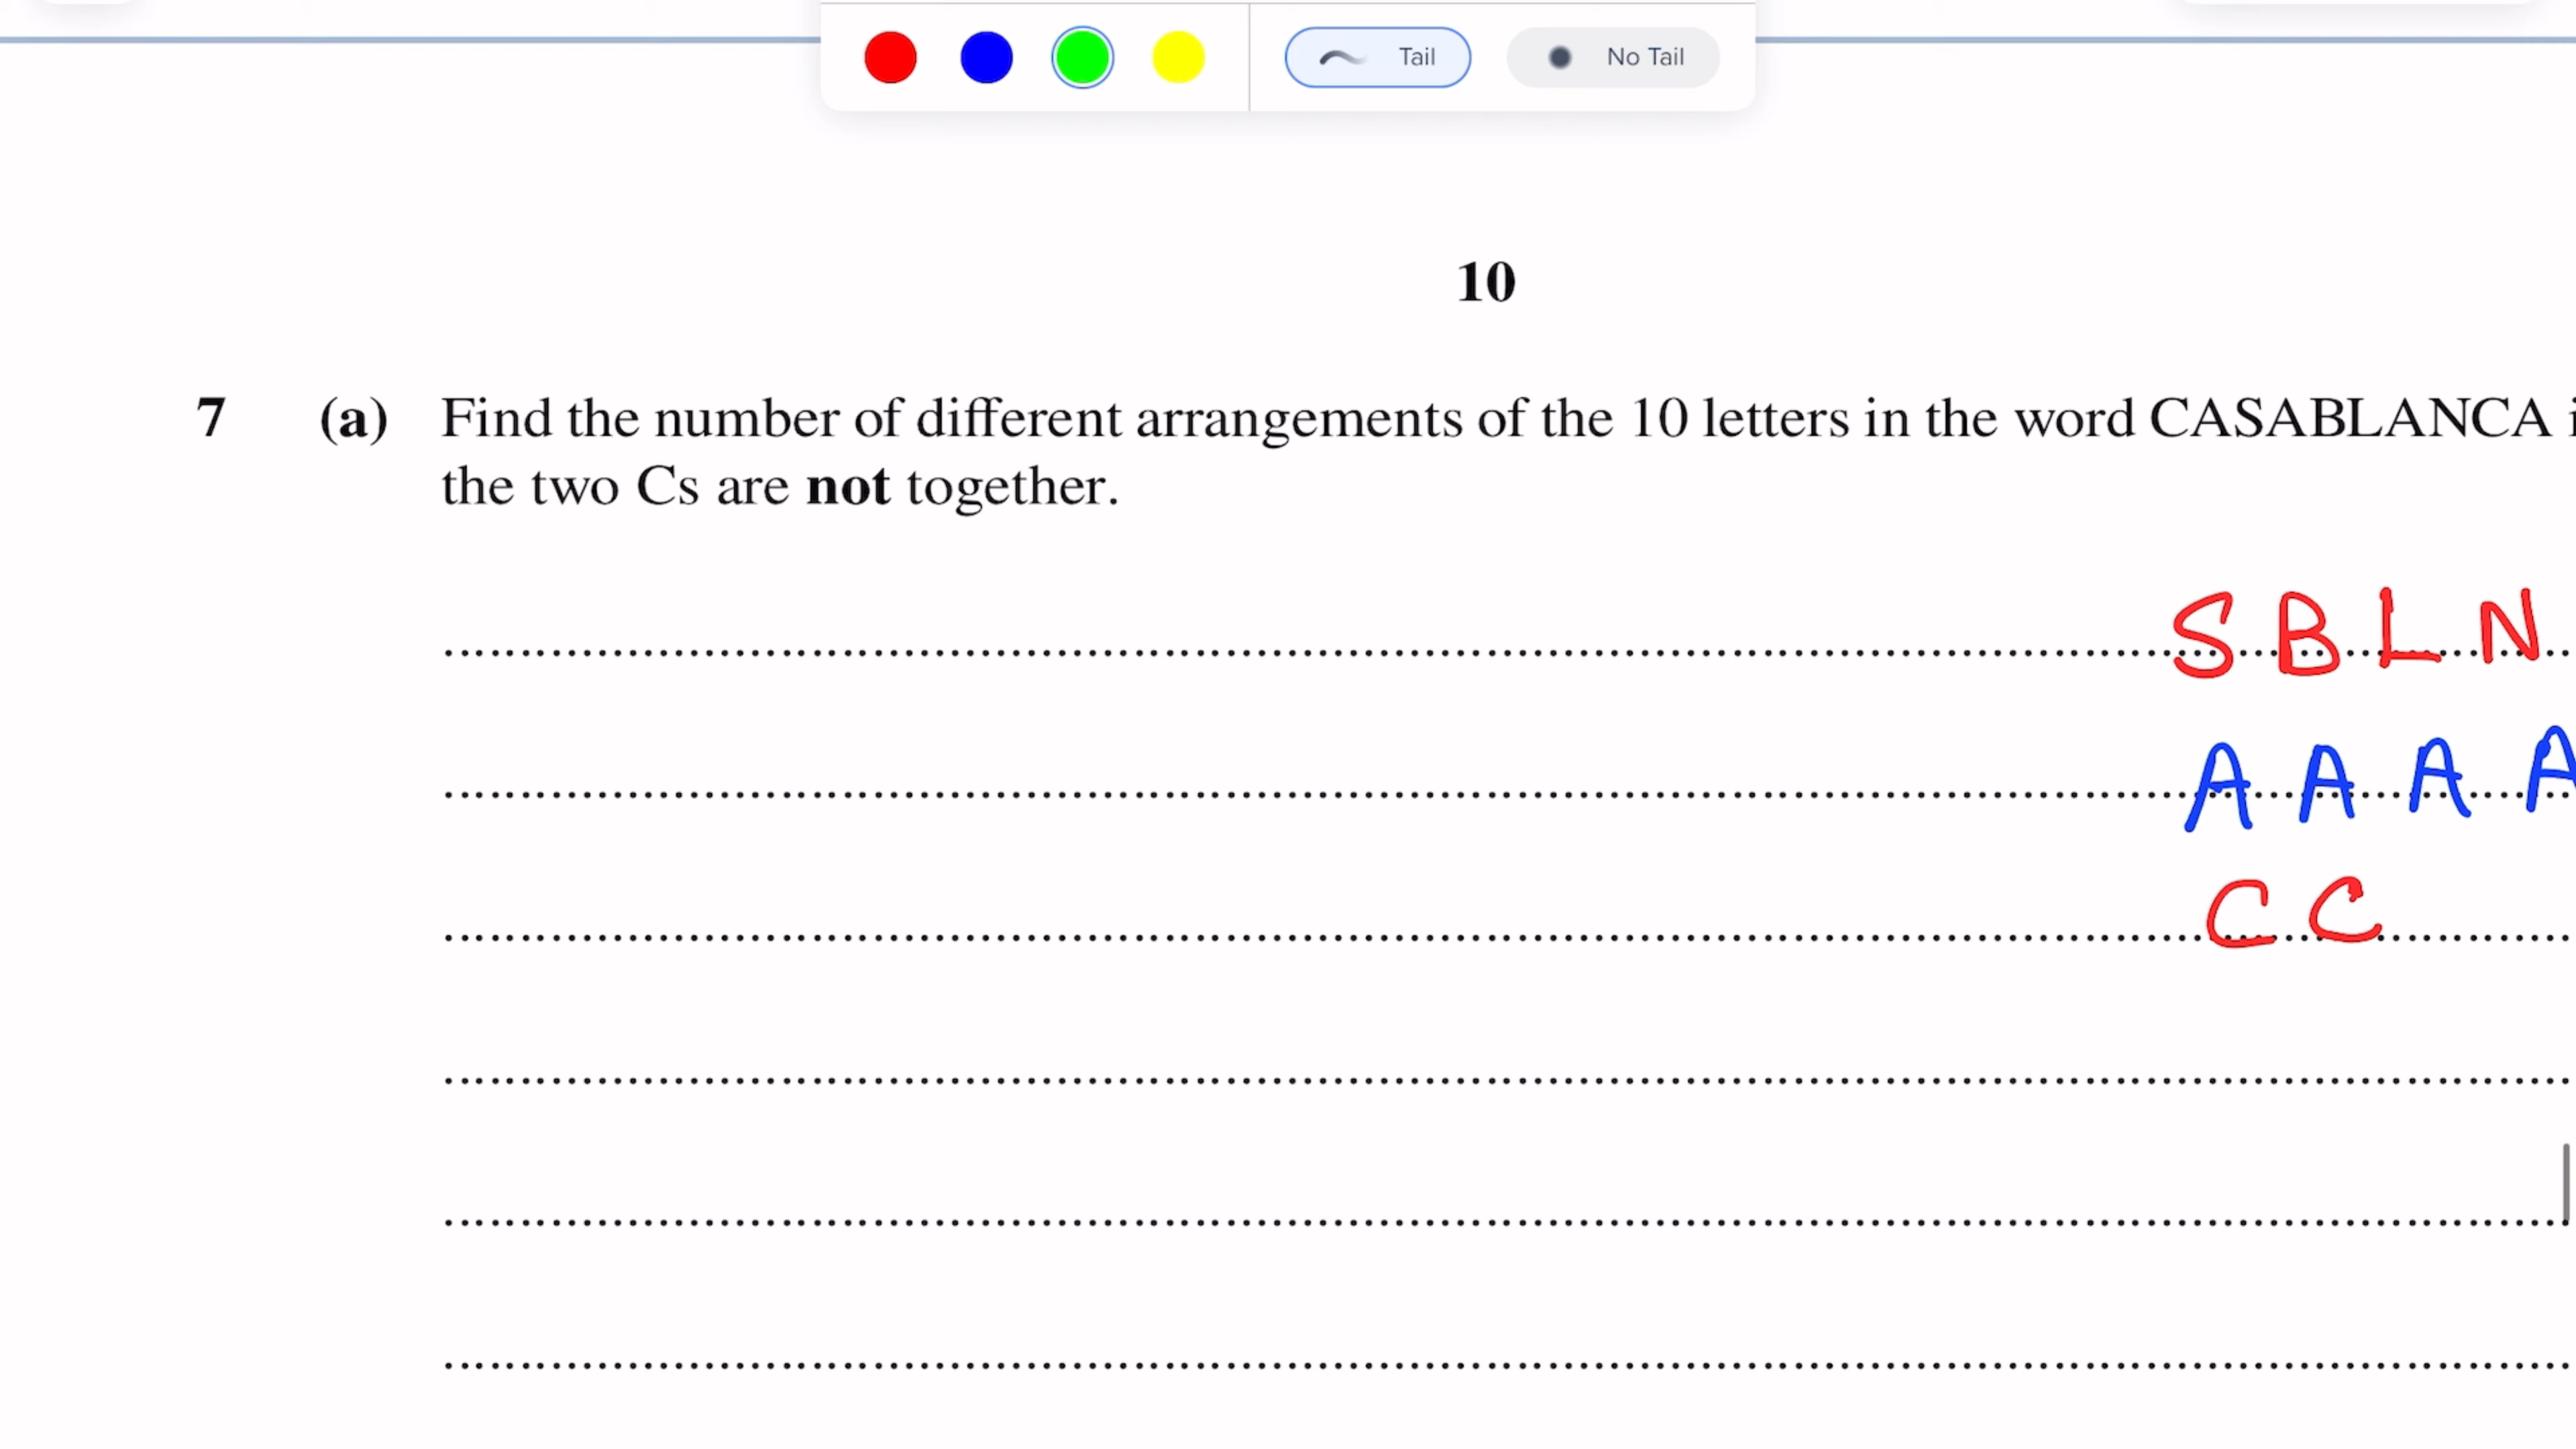 Tail No Tail
10
7 (a) Find the number of different arrangements of the 10 letters in the word CASABLANCA i
the two Cs are not together.
S B L N
A A A A
C C